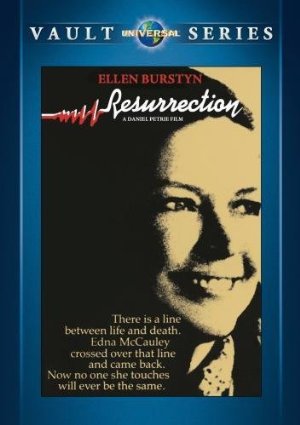 VAULT UNIVERSAL SERIES
ELLEN BURSTYN
Resurrection
A DANIEL PETRIE FILM
There is a line
between life and death.
Edna McCauley
crossed over that line
and came back.
Now no one she touches
will ever be the same.